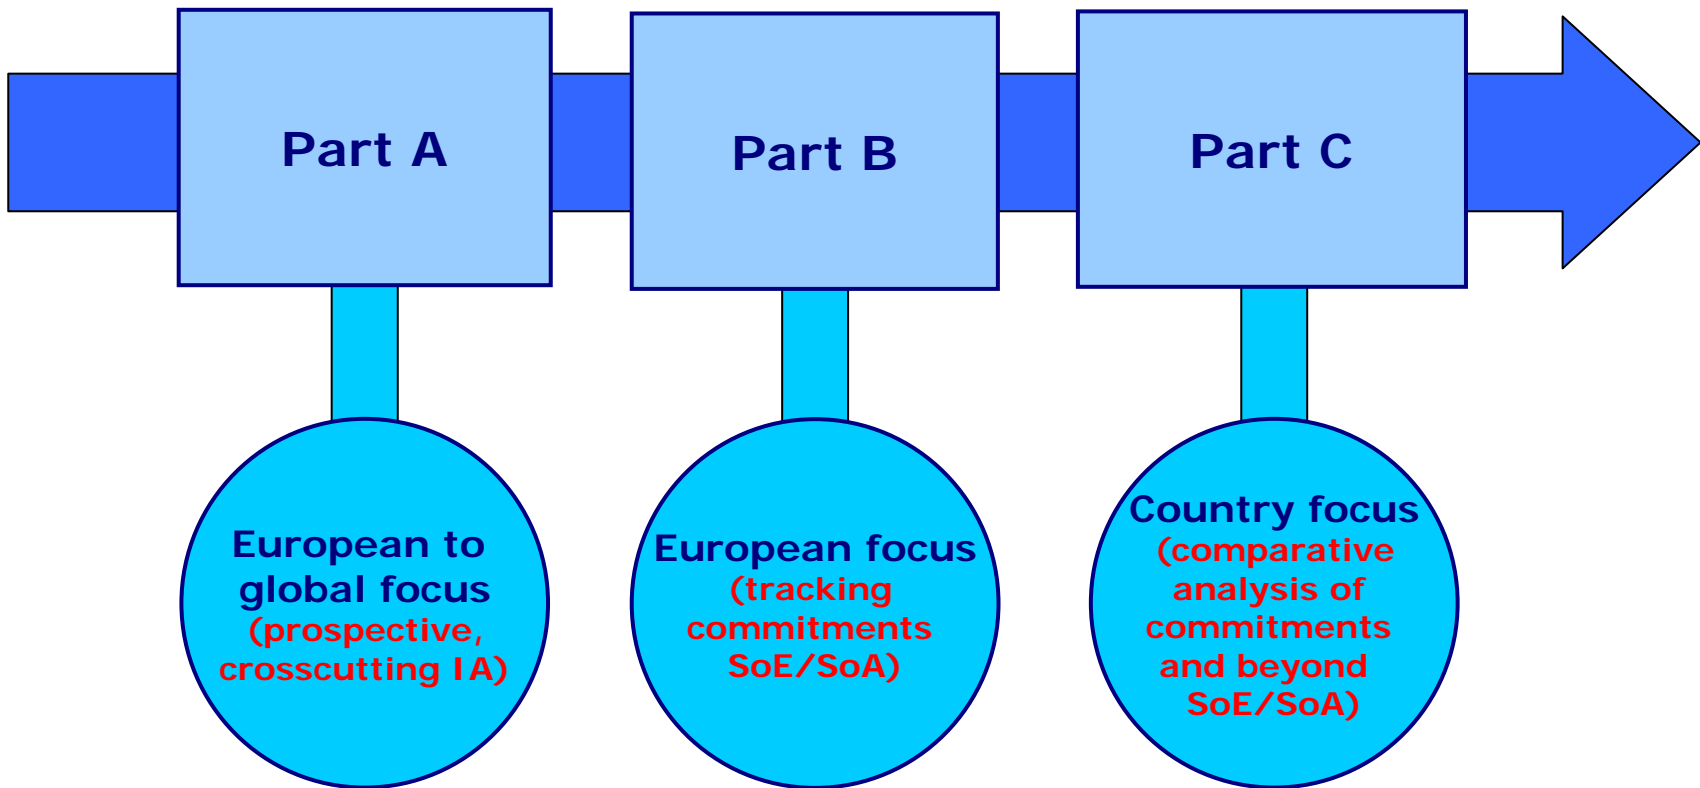 Part A
Part B
Part C
European to
global focus
(prospective,
crosscutting IA)
European focus
(tracking
commitments
SoE/SoA)
Country focus
(comparative
analysis of
commitments
and beyond
SoE/SoA)